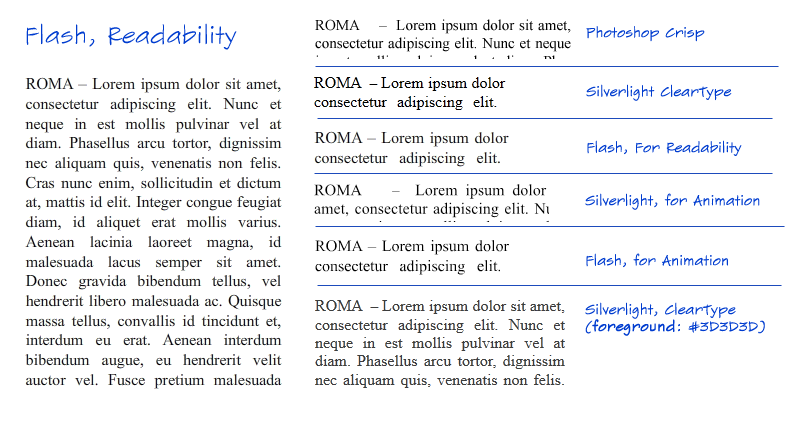 Flash, Readability
ROMA – Lorem ipsum dolor sit amet,
consectetur adipiscing elit. Nunc et
neque in est mollis pulvinar vel at
diam. Phasellus arcu tortor, dignissim
nec aliquam quis, venenatis non felis.
Cras nunc enim, sollicitudin et dictum
at, mattis id elit. Integer congue feugiat
diam, id aliquet erat mollis varius.
Aenean lacinia laoreet magna, id
malesuada lacus semper sit amet.
Donec gravida bibendum tellus, vel
hendrerit libero malesuada ac. Quisque
massa tellus, convallis id tincidunt et,
interdum eu erat. Aenean interdum
bibendum augue, eu hendrerit velit
auctor vel. Fusce pretium malesuada
ROMA – Lorem ipsum dolor sit amet,
consectetur adipiscing elit. Nunc et neque
Photoshop Crisp
ROMA – Lorem ipsum dolor
consectetur adipiscing elit.
Silverlight ClearType
ROMA – Lorem ipsum dolor
consectetur adipiscing elit.
Flash, For Readability
ROMA – Lorem ipsum dolor
amet, consectetur adipiscing elit.
Silverlight, for Animation
ROMA – Lorem ipsum dolor
consectetur adipiscing elit.
Flash, for Animation
ROMA – Lorem ipsum dolor sit amet,
consectetur adipiscing elit. Nunc et
neque in est mollis pulvinar vel at
diam. Phasellus arcu tortor, dignissim
nec aliquam quis, venenatis non felis.
Silverlight, ClearType
(foreground: #3D3D3D)